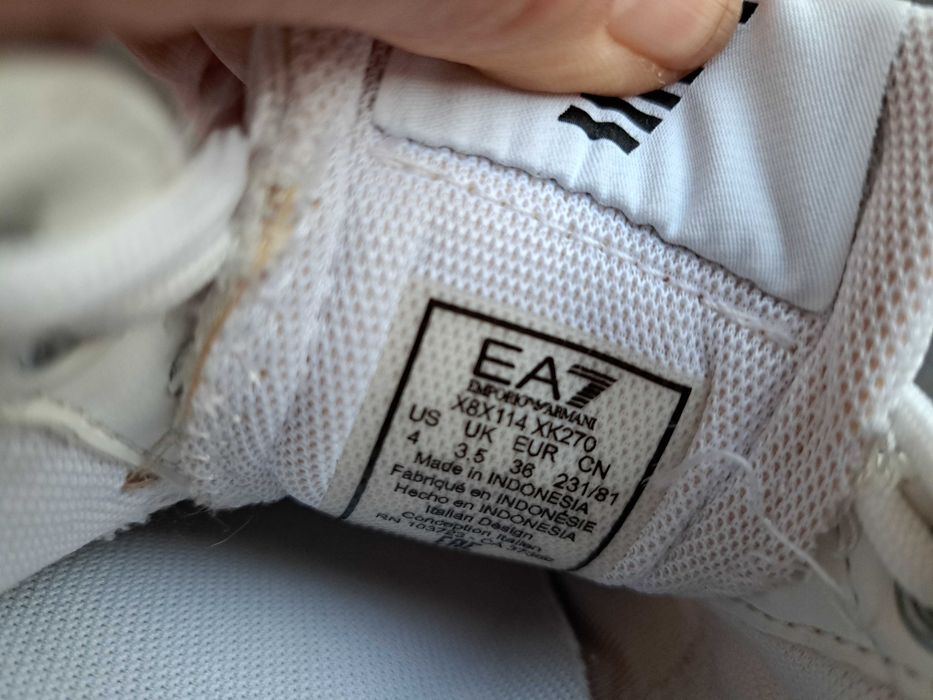 EA7
EMPORIO ARMANI
X8X114 XK270
US UK EUR CN
4 3.5 36 231/81
Made in INDONESIA
Fabriqué en INDONÉSIE
Hecho en INDONESIA
Italian Design
Conception Italien